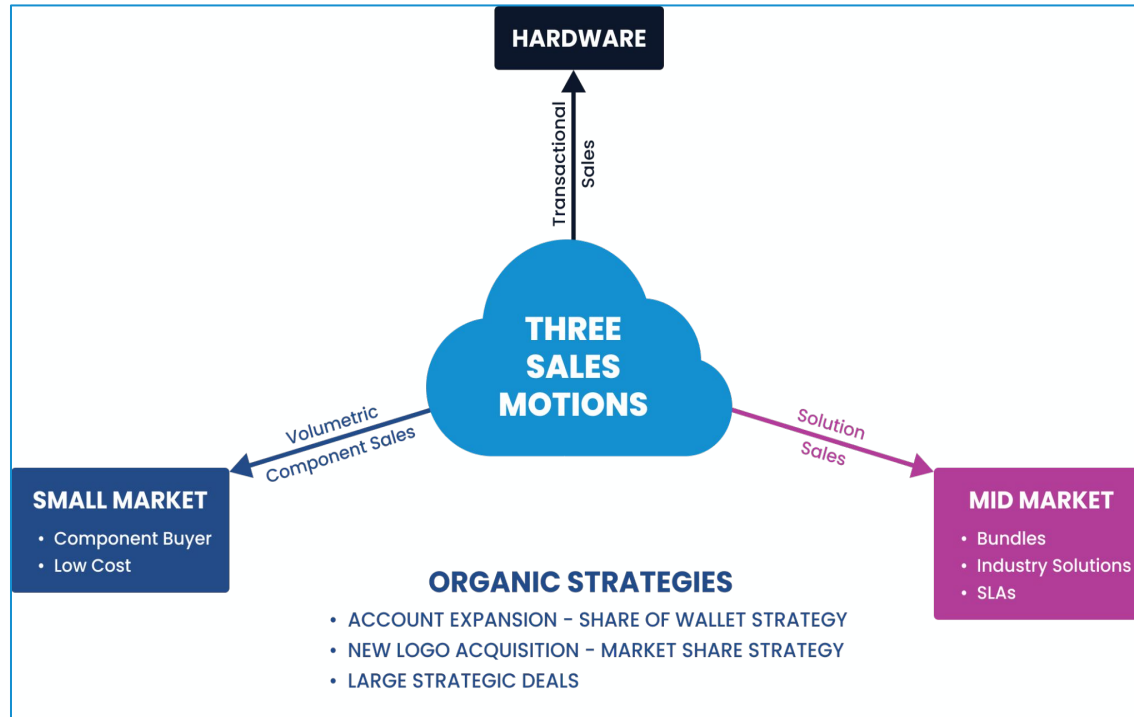 HARDWARE
Transactional
Sales
THREE
SALES
MOTIONS
Volumetric
Component Sales
Solution
Sales
SMALL MARKET
• Component Buyer
• Low Cost
MID MARKET
• Bundles
• Industry Solutions
• SLAs
ORGANIC STRATEGIES
• ACCOUNT EXPANSION - SHARE OF WALLET STRATEGY
• NEW LOGO ACQUISITION - MARKET SHARE STRATEGY
• LARGE STRATEGIC DEALS